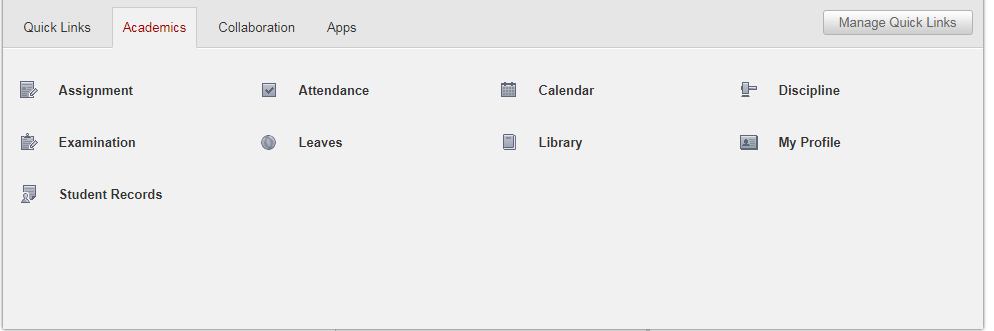 Quick Links Academics Collaboration Apps Manage Quick Links
Assignment Attendance Calendar Discipline
Examination Leaves Library My Profile
Student Records